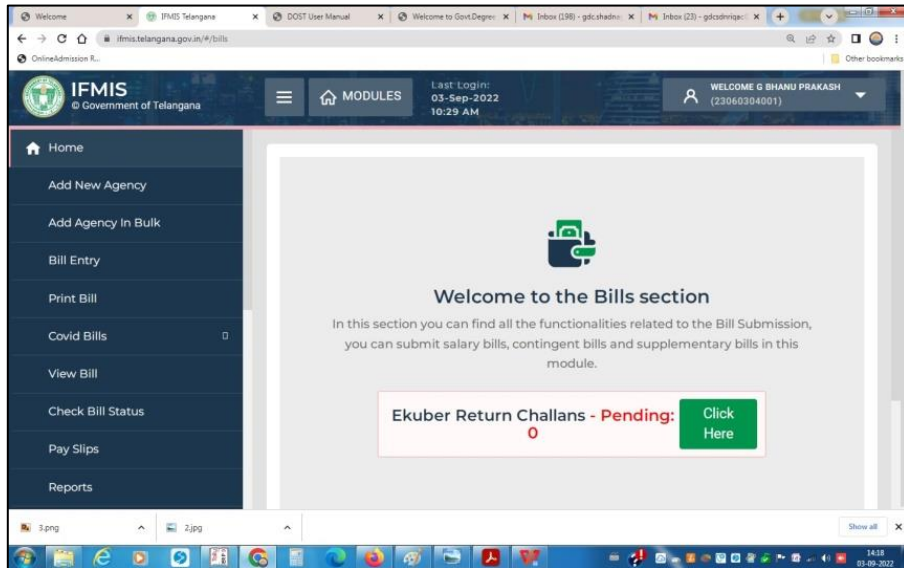 Welcome
IFMIS Telangana
DOST User Manual
Welcome to Govt.Degree
Inbox (198) - gdc.shadna
Inbox (23) - gdcsdnriqac
ifmis.telangana.gov.in/#/bills
OnlineAdmission R...
Other bookmarks
IFMIS
© Government of Telangana
MODULES
Last Login:
03-Sep-2022
10:29 AM
WELCOME G BHANU PRAKASH
(23060304001)
Home
Add New Agency
Add Agency In Bulk
Bill Entry
Print Bill
Covid Bills
View Bill
Check Bill Status
Pay Slips
Reports
Welcome to the Bills section
In this section you can find all the functionalities related to the Bill Submission,
you can submit salary bills, contingent bills and supplementary bills in this
module.
Ekuber Return Challans - Pending:
0
Click
Here
3.png
2.jpg
Show all
14:18
03-09-2022